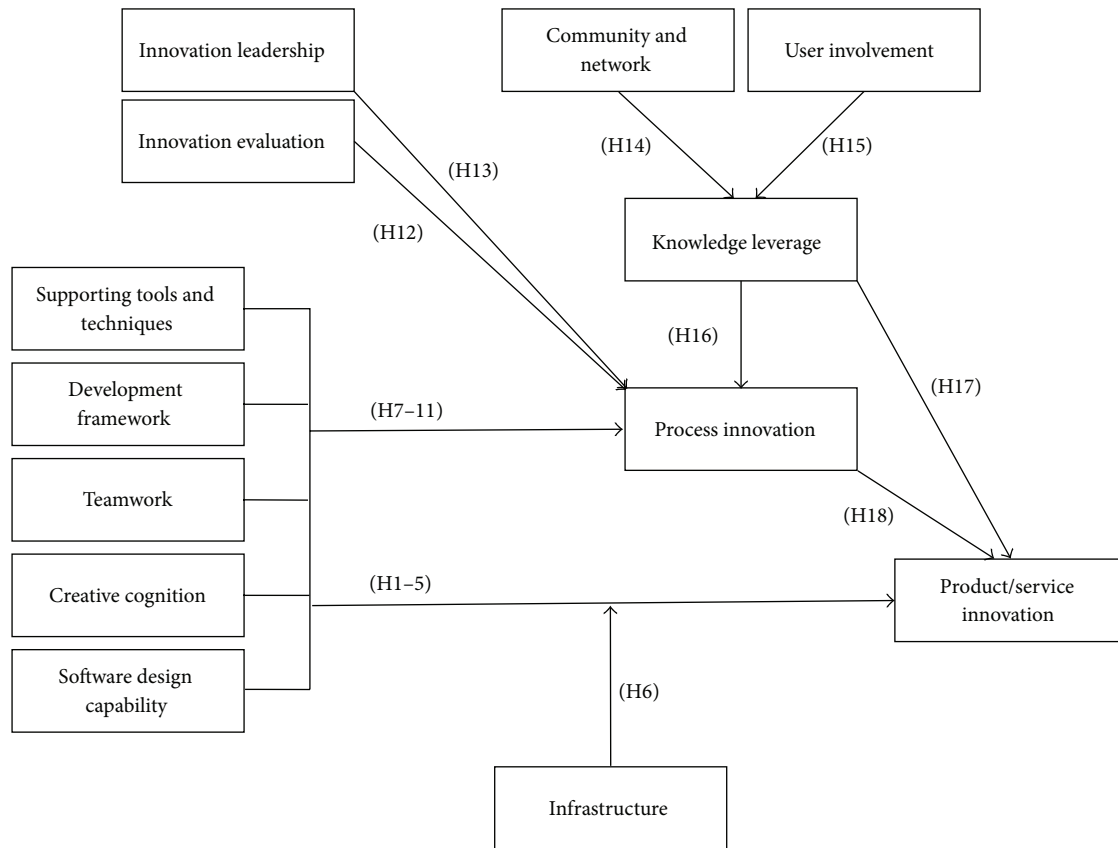 Innovation leadership
Community and
network
User involvement
Innovation evaluation
(H14)
(H15)
(H13)
(H12)
Knowledge leverage
Supporting tools and
techniques
(H16)
(H17)
Development
framework
(H7–11)
Process innovation
Teamwork
(H18)
(H1–5)
Creative cognition
Product/service
innovation
Software design
capability
(H6)
Infrastructure